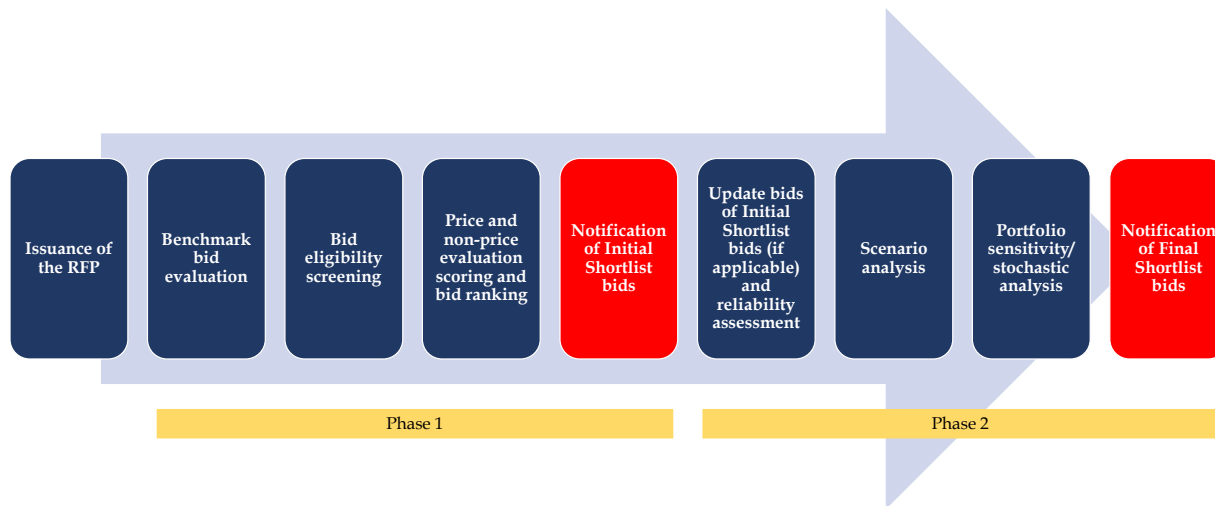 Issuance of
the RFP
Benchmark
bid
evaluation
Bid
eligibility
screening
Price and
non-price
evaluation
scoring and
bid ranking
Notification
of Initial
Shortlist
bids
Update bids
of Initial
Shortlist
bids (if
applicable)
and
reliability
assessment
Scenario
analysis
Portfolio
sensitivity/
stochastic
analysis
Notification
of Final
Shortlist
bids
Phase 1
Phase 2